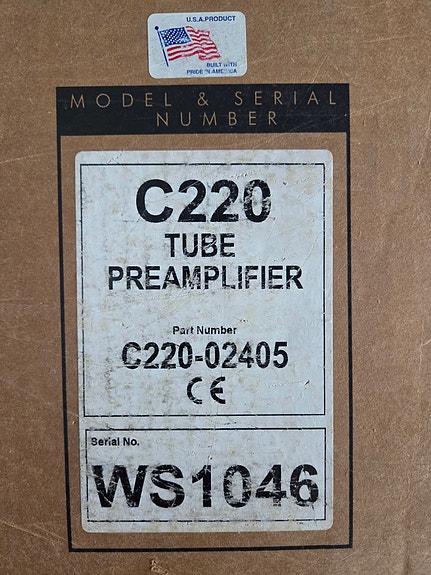 U.S.A. PRODUCT
BUILT WITH
PRIDE IN AMERICA
MODEL & SERIAL
NUMBER
C220
TUBE
PREAMPLIFIER
Part Number
C220-02405
CE
Serial No.
WS1046